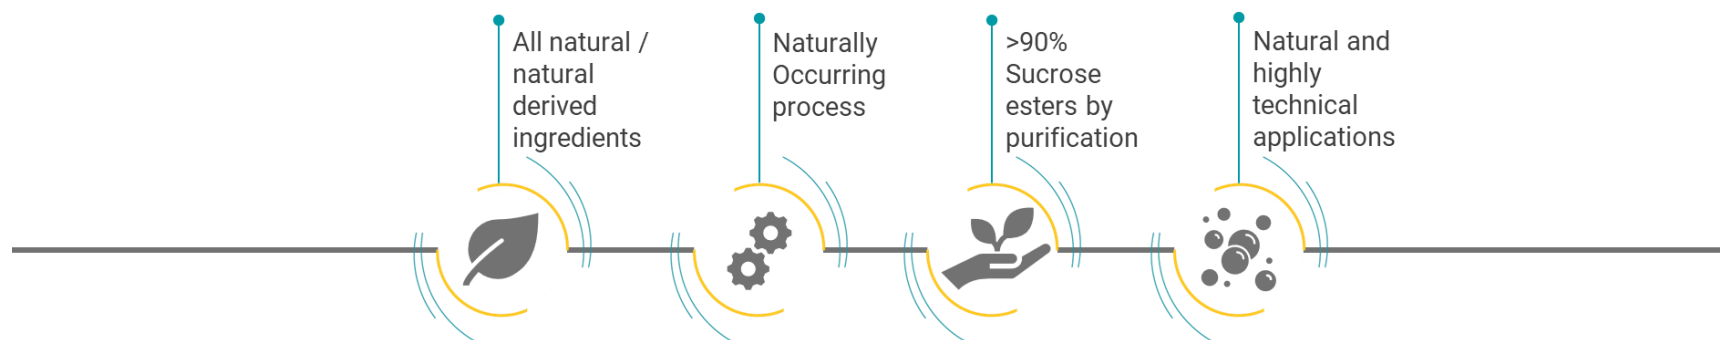 All natural /
natural
derived
ingredients
Naturally
Occurring
process
>90%
Sucrose
esters by
purification
Natural and
highly
technical
applications